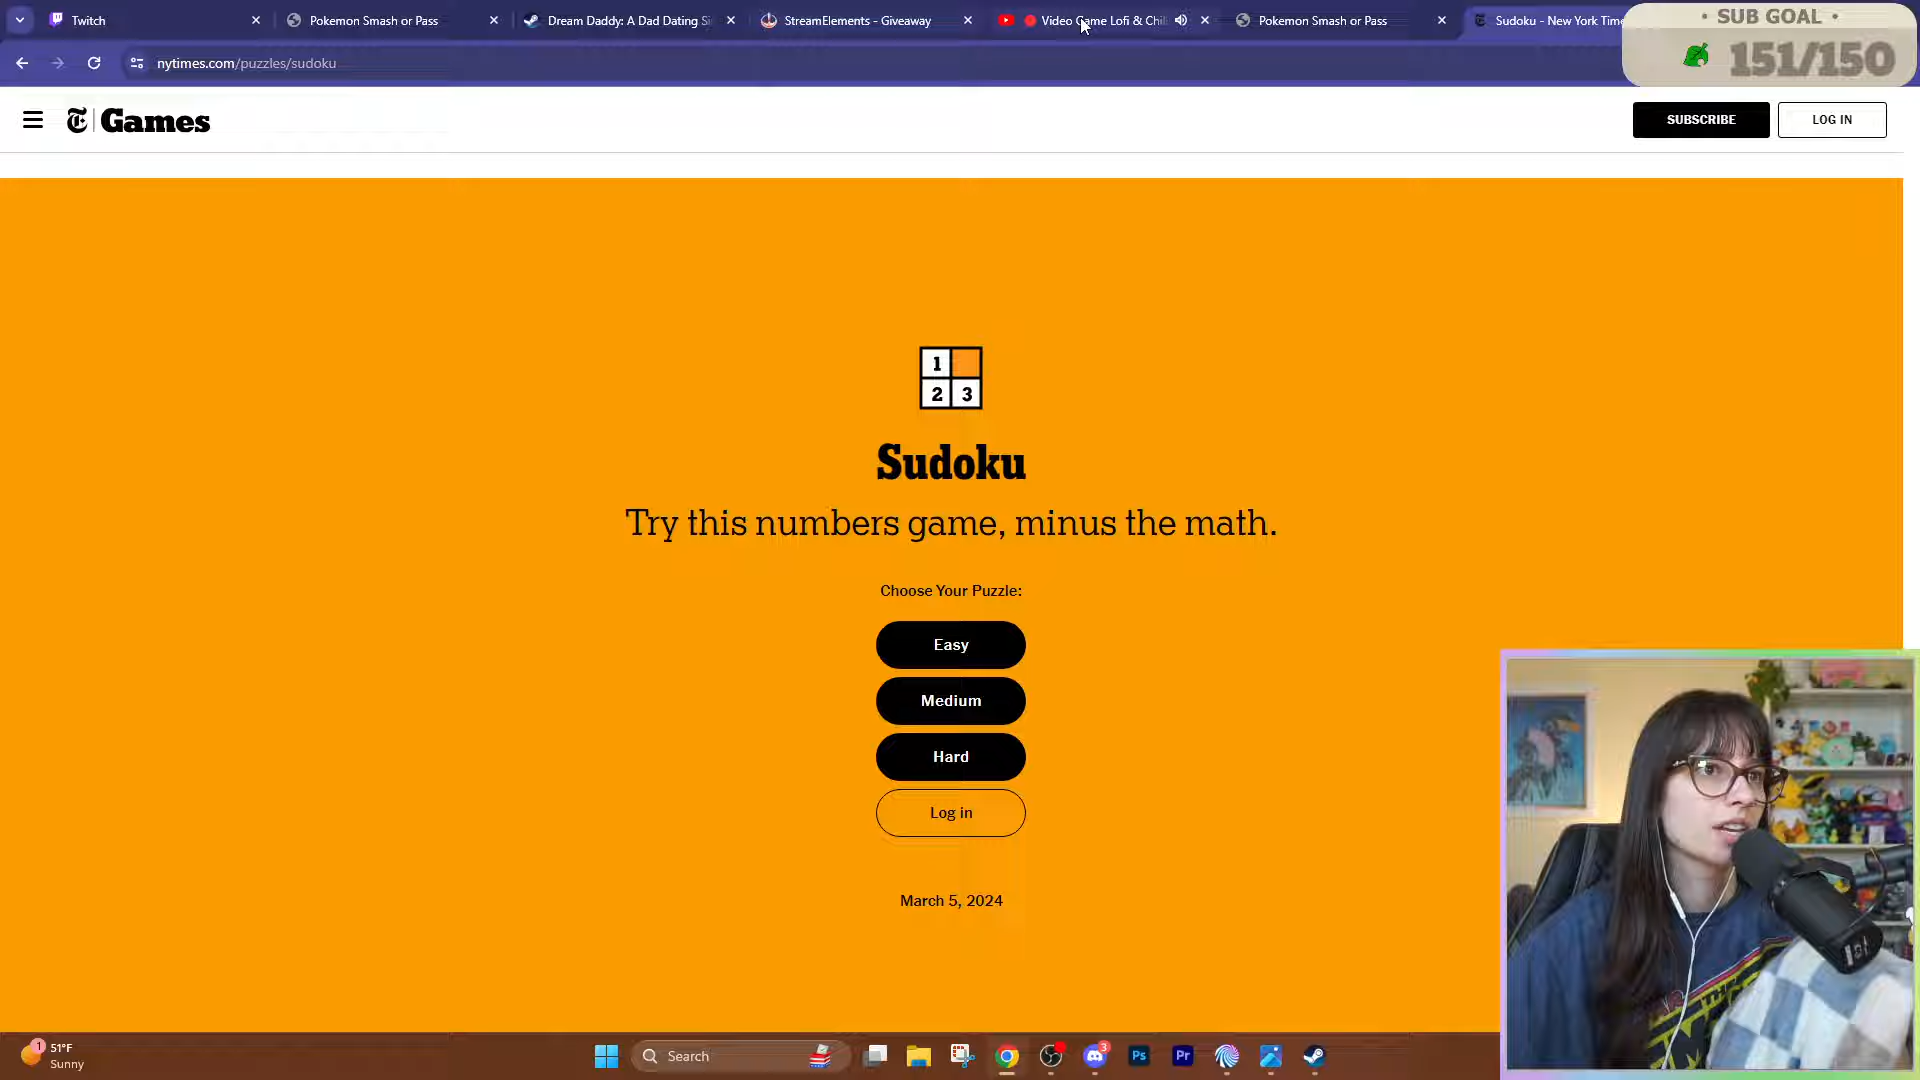 Twitch
Pokemon Smash or Pass
Dream Daddy: A Dad Dating Si
StreamElements - Giveaway
Video Game Lofi & Chil
Pokemon Smash or Pass
Sudoku - New York Time
• SUB GOAL •
151/150
nytimes.com/puzzles/sudoku
T Games
SUBSCRIBE
LOG IN
1
2 3
Sudoku
Try this numbers game, minus the math.
Choose Your Puzzle:
Easy
Medium
Hard
Log in
March 5, 2024
1
51°F
Sunny
Search
3
Ps
Pr